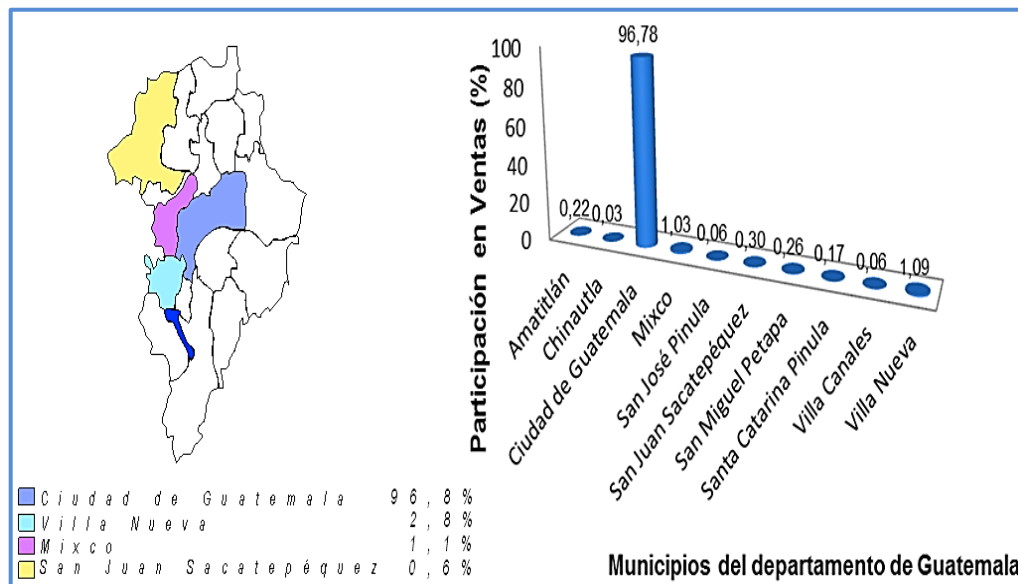 Ciudad de Guatemala 96,8%
Villa Nueva 2,8%
Mixco 1,1%
San Juan Sacatepéquez 0,6%
Participación en Ventas (%)
100
80
60
40
20
0
0,22
0,03
96,78
1,03
0,06
0,30
0,26
0,17
0,06
1,09
Amatitlán
Chinautla
Ciudad de Guatemala
Mixco
San José Pinula
San Juan Sacatepéquez
San Miguel Petapa
Santa Catarina Pinula
Villa Canales
Villa Nueva
Municipios del departamento de Guatemala